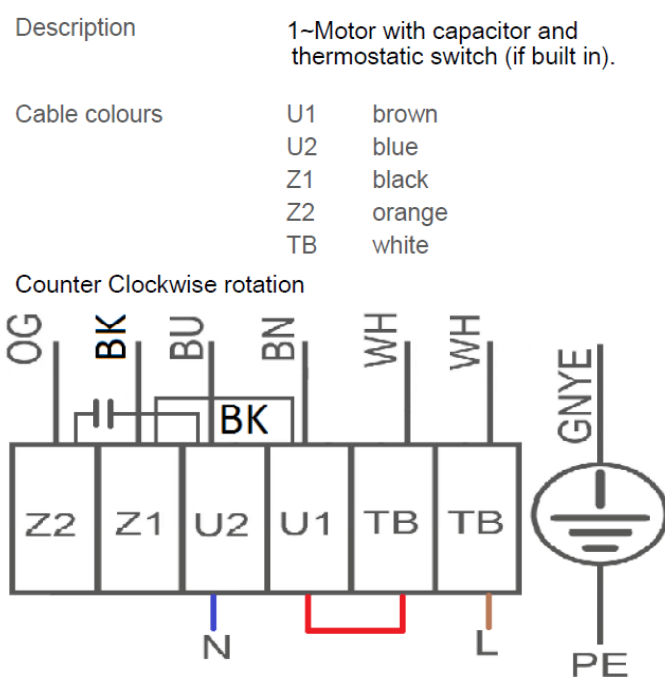 Description 1~Motor with capacitor and
thermostatic switch (if built in).
Cable colours U1 brown
U2 blue
Z1 black
Z2 orange
TB white
Counter Clockwise rotation
OG BK BU BN WH WH GNYE
BK
Z2 Z1 U2 U1 TB TB
N L PE